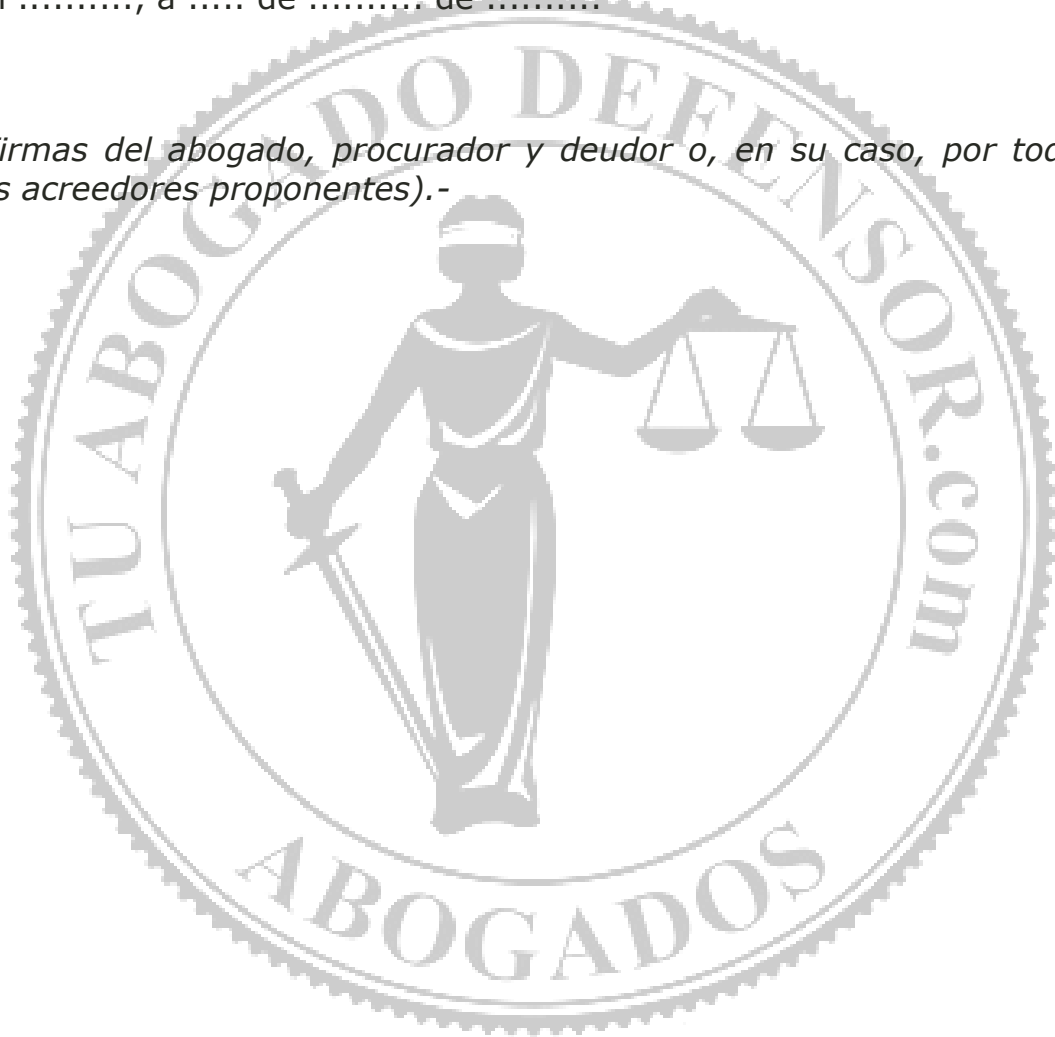 .........., a ..... de .......... de ..........
irmas del abogado, procurador y deudor o, en su caso, por tod
s acreedores proponentes).-
TU ABOGADO DEFENSOR.com
ABOGADOS